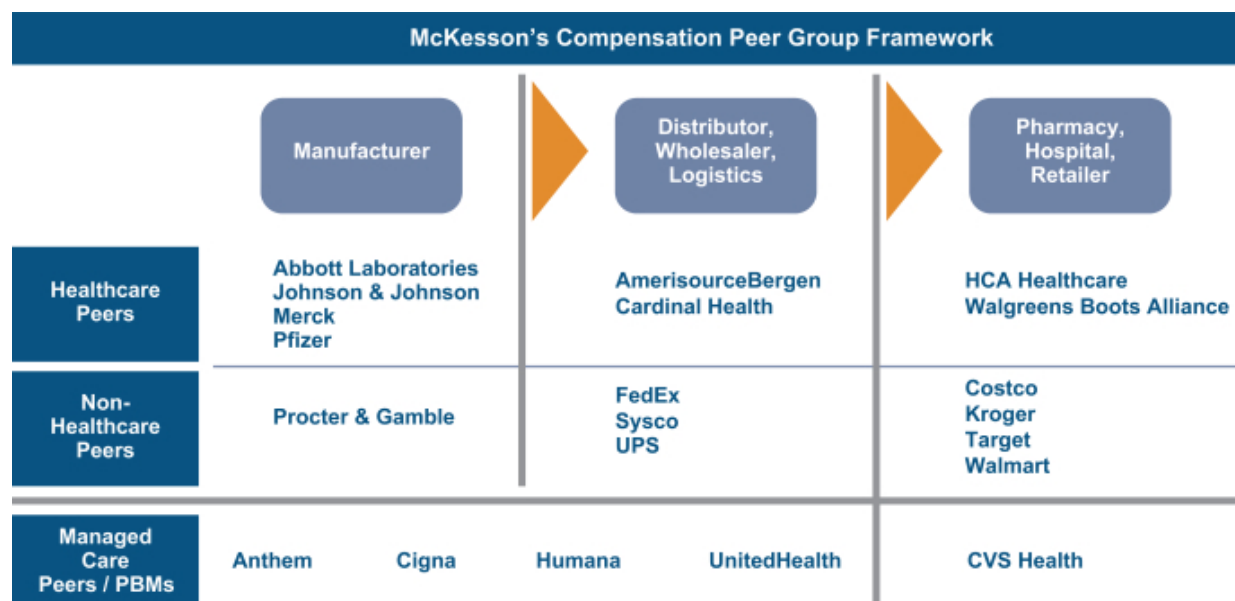 McKesson's Compensation Peer Group Framework
Manufacturer
Distributor,
Wholesaler,
Logistics
Pharmacy,
Hospital,
Retailer
Healthcare
Peers
Abbott Laboratories
Johnson & Johnson
Merck
Pfizer
AmerisourceBergen
Cardinal Health
HCA Healthcare
Walgreens Boots Alliance
Non-
Healthcare
Peers
Procter & Gamble
FedEx
Sysco
UPS
Costco
Kroger
Target
Walmart
Managed
Care
Peers / PBMs
Anthem
Cigna
Humana
UnitedHealth
CVS Health